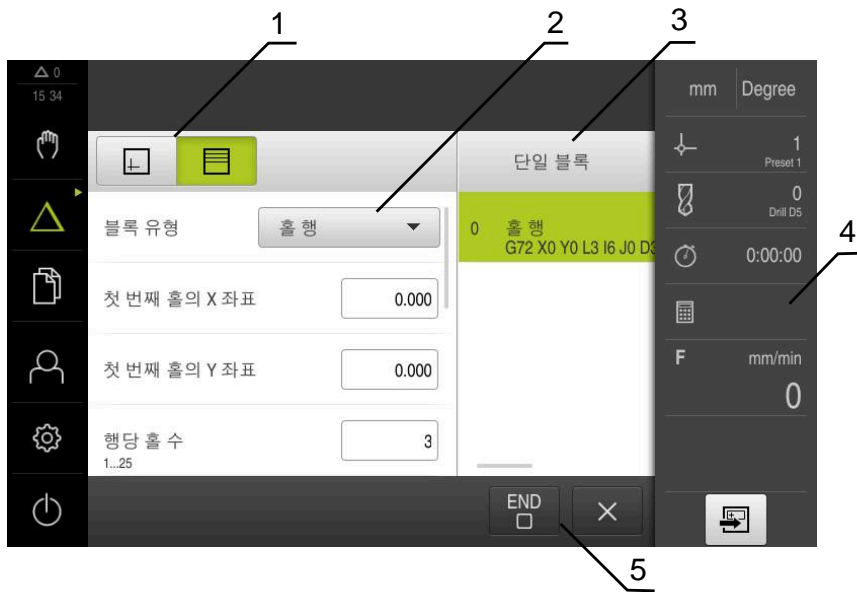 1
2
3
△ 0
15 34
mm Degree
1
Preset 1
단일 블록
0
Drill D5
블록 유형
홀 행
0 홀 행
G72 X0 Y0 L3 I6 J0 D3
4
0:00:00
첫 번째 홀의 X 좌표
0.000
첫 번째 홀의 Y 좌표
0.000
F mm/min
0
행당 홀 수
3
1...25
END
5